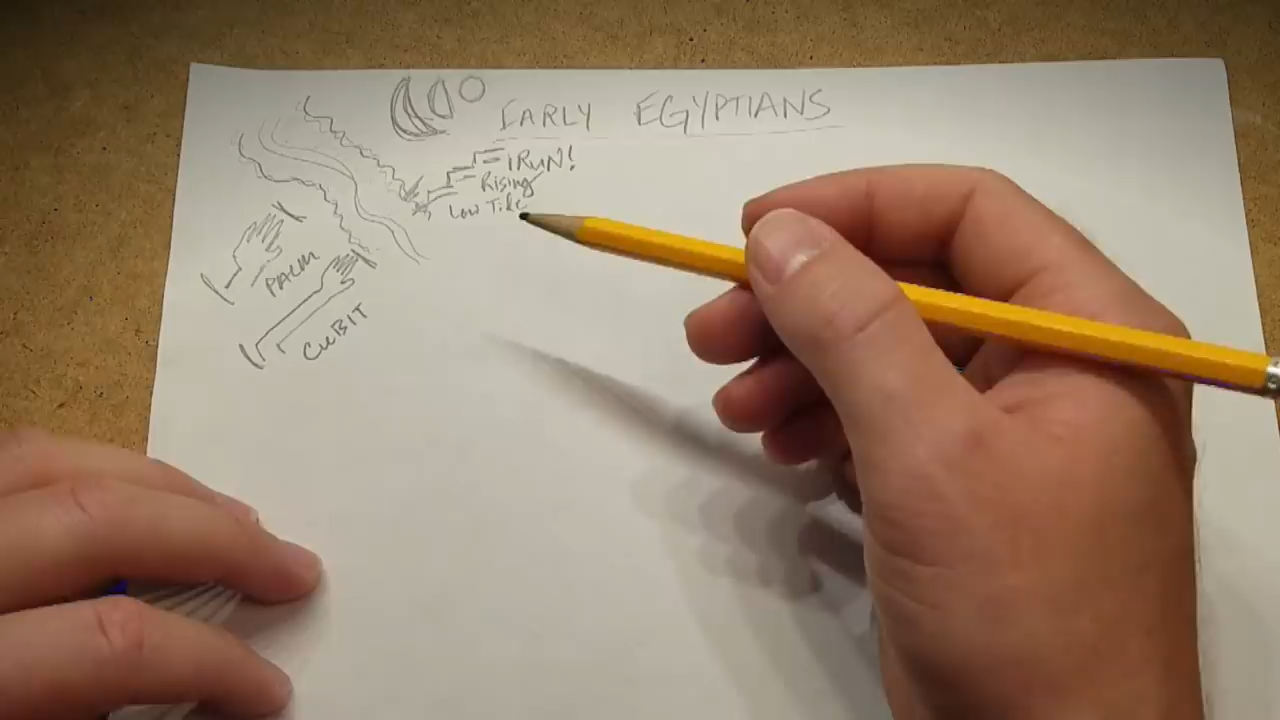 EARLY EGYPTIANS
RUN!
Rising
Low Tide
PALM
CUBIT